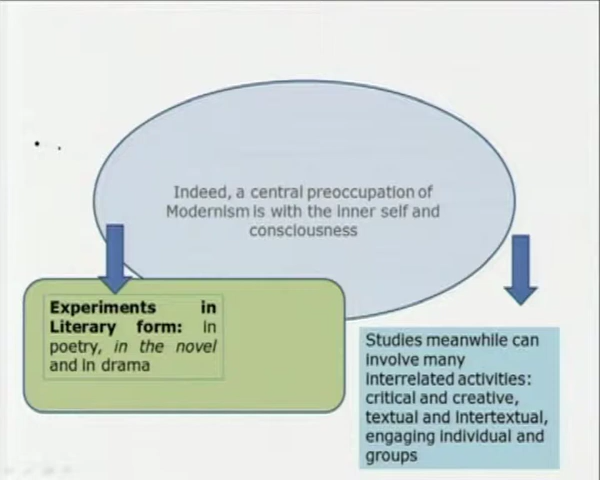 Indeed, a central preoccupation of
Modernism is with the inner self and
consciousness
Experiments in
Literary form: in
poetry, in the novel
and in drama
Studies meanwhile can
involve many
interrelated activities:
critical and creative,
textual and intertextual,
engaging individual and
groups